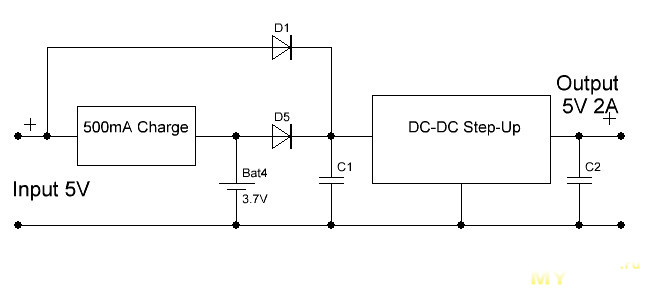 D1
Output
5V 2A
+
+
500mA Charge
D5
DC-DC Step-Up
Input 5V
Bat4
3.7V
C1
C2
MY
.ru